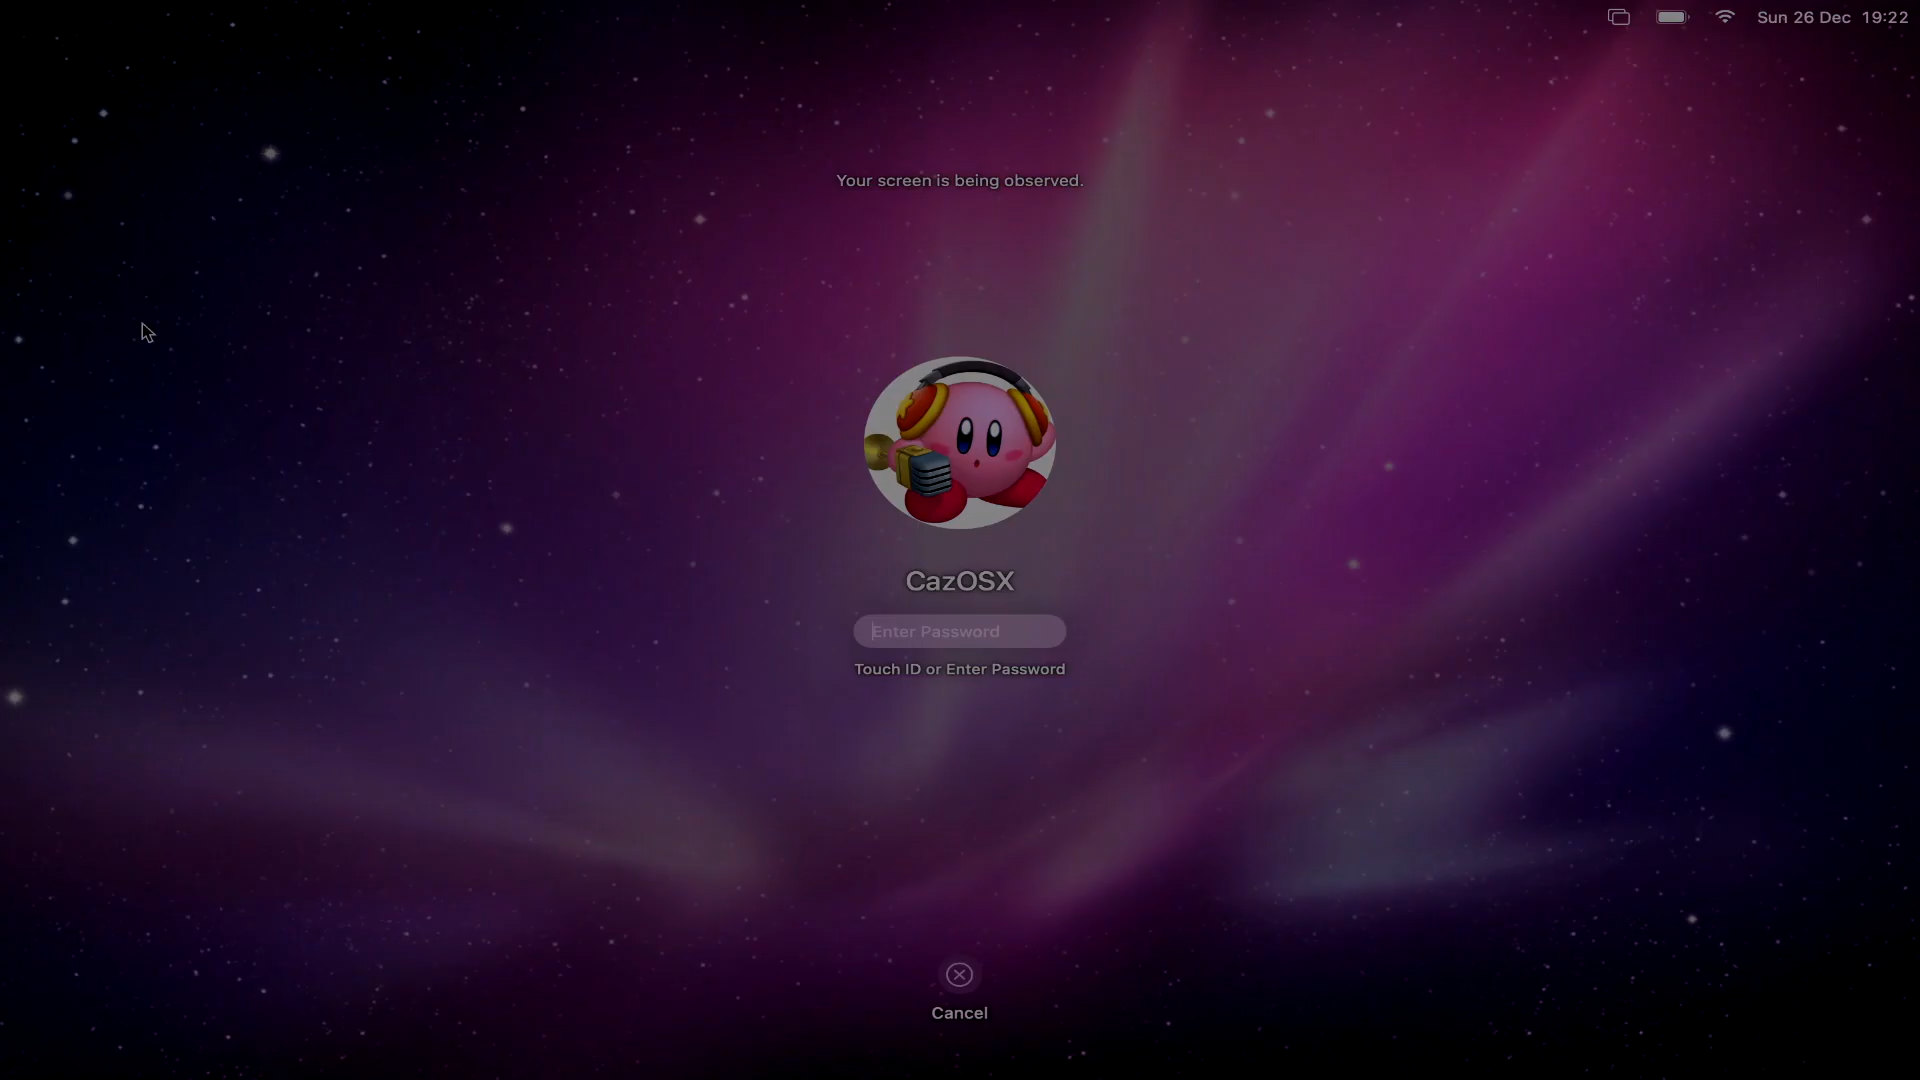 Sun 26 Dec 19:22
Your screen is being observed.
CazOSX
Enter Password
Touch ID or Enter Password
Cancel